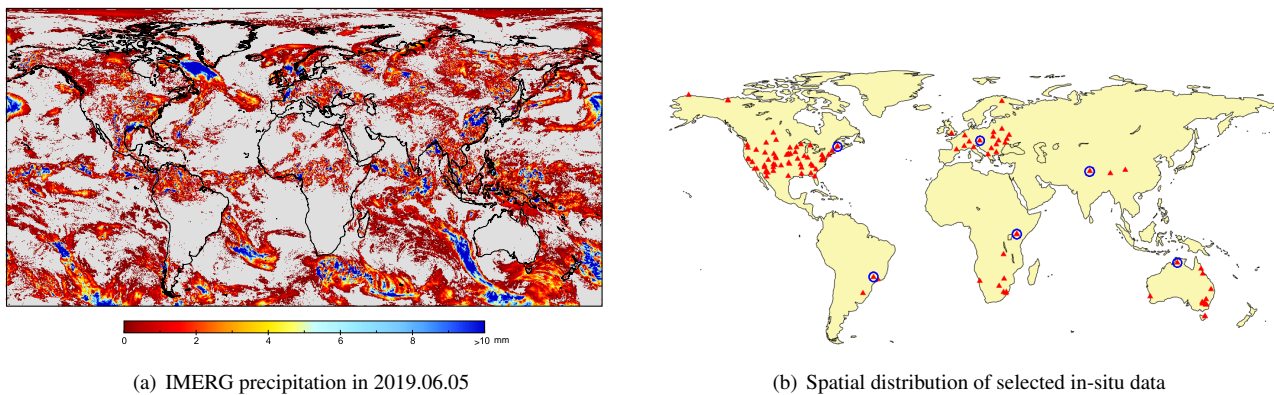 0 2 4 6 8 >10 mm
(a) IMERG precipitation in 2019.06.05
(b) Spatial distribution of selected in-situ data